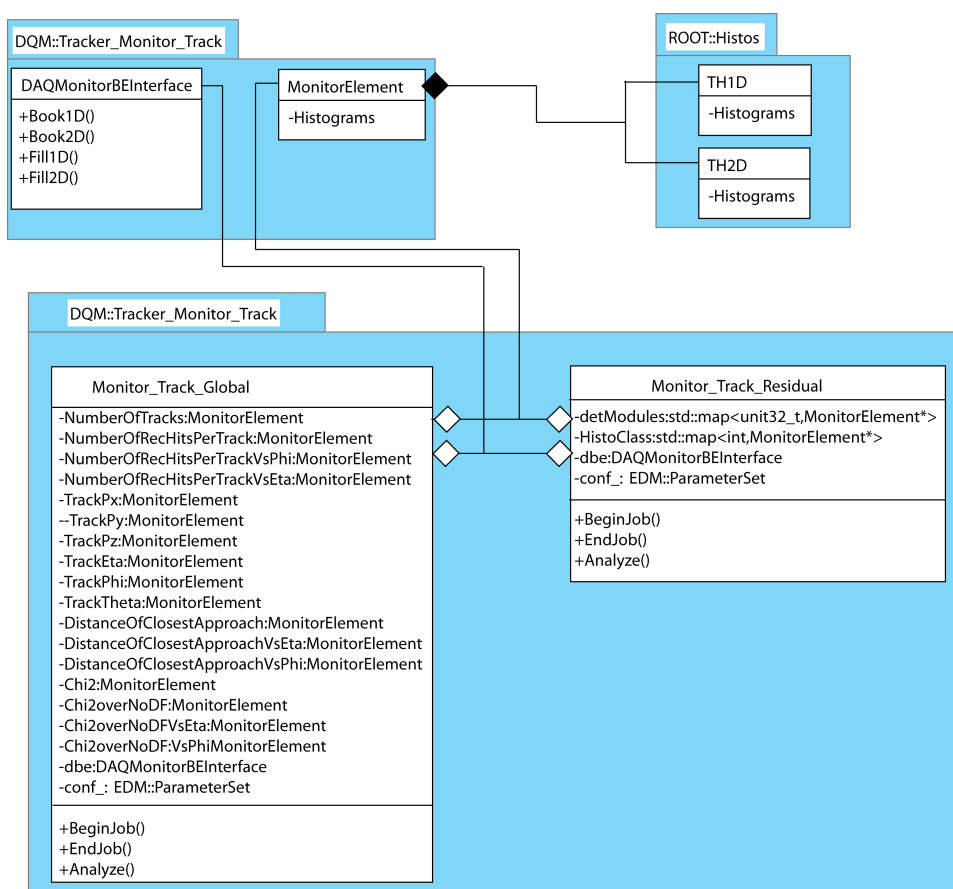 DQM::Tracker_Monitor_Track
DAQMonitorBEInterface
+Book1D()
+Book2D()
+Fill1D()
+Fill2D()
MonitorElement
-Histograms
ROOT::Histos
TH1D
-Histograms
TH2D
-Histograms
DQM::Tracker_Monitor_Track
Monitor_Track_Global
-NumberOfTracks:MonitorElement
-NumberOfRecHitsPerTrack:MonitorElement
-NumberOfRecHitsPerTrackVsPhi:MonitorElement
-NumberOfRecHitsPerTrackVsEta:MonitorElement
-TrackPx:MonitorElement
--TrackPy:MonitorElement
-TrackPz:MonitorElement
-TrackEta:MonitorElement
-TrackPhi:MonitorElement
-TrackTheta:MonitorElement
-DistanceOfClosestApproach:MonitorElement
-DistanceOfClosestApproachVsEta:MonitorElement
-DistanceOfClosestApproachVsPhi:MonitorElement
-Chi2:MonitorElement
-Chi2overNoDF:MonitorElement
-Chi2overNoDFVsEta:MonitorElement
-Chi2overNoDF:VsPhiMonitorElement
-dbe:DAQMonitorBEInterface
-conf_: EDM::ParameterSet
+BeginJob()
+EndJob()
+Analyze()
Monitor_Track_Residual
-detModules:std::map<unit32_t,MonitorElement*>
-HistoClass:std::map<int,MonitorElement*>
-dbe:DAQMonitorBEInterface
-conf_: EDM::ParameterSet
+BeginJob()
+EndJob()
+Analyze()